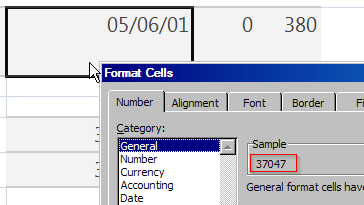 05/06/01 0 380
Format Cells
Number Alignment Font Border
Category:
General
Number
Currency
Accounting
Date
Sample
37047
General format cells have